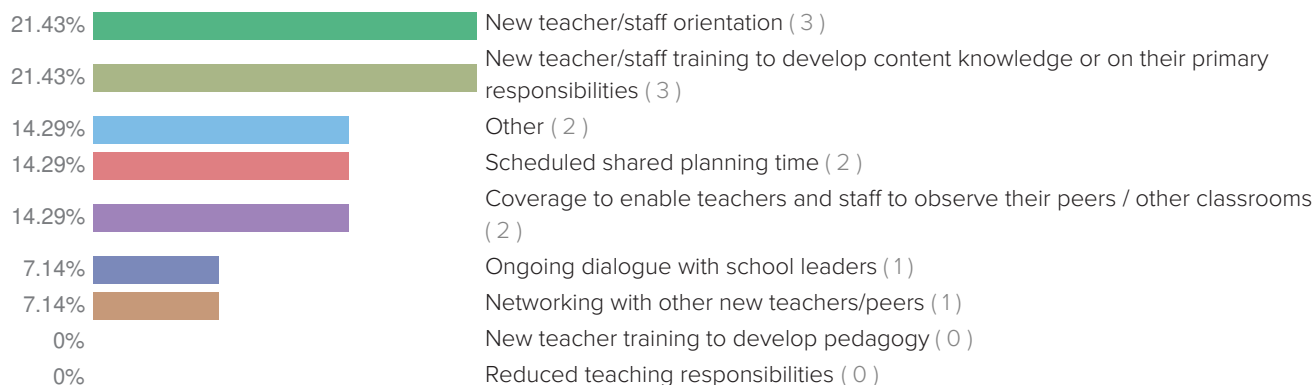 21.43% New teacher/staff orientation ( 3 )
21.43% New teacher/staff training to develop content knowledge or on their primary
responsibilities ( 3 )
14.29% Other ( 2 )
14.29% Scheduled shared planning time ( 2 )
14.29% Coverage to enable teachers and staff to observe their peers / other classrooms
( 2 )
7.14% Ongoing dialogue with school leaders ( 1 )
7.14% Networking with other new teachers/peers ( 1 )
0% New teacher training to develop pedagogy ( 0 )
0% Reduced teaching responsibilities ( 0 )